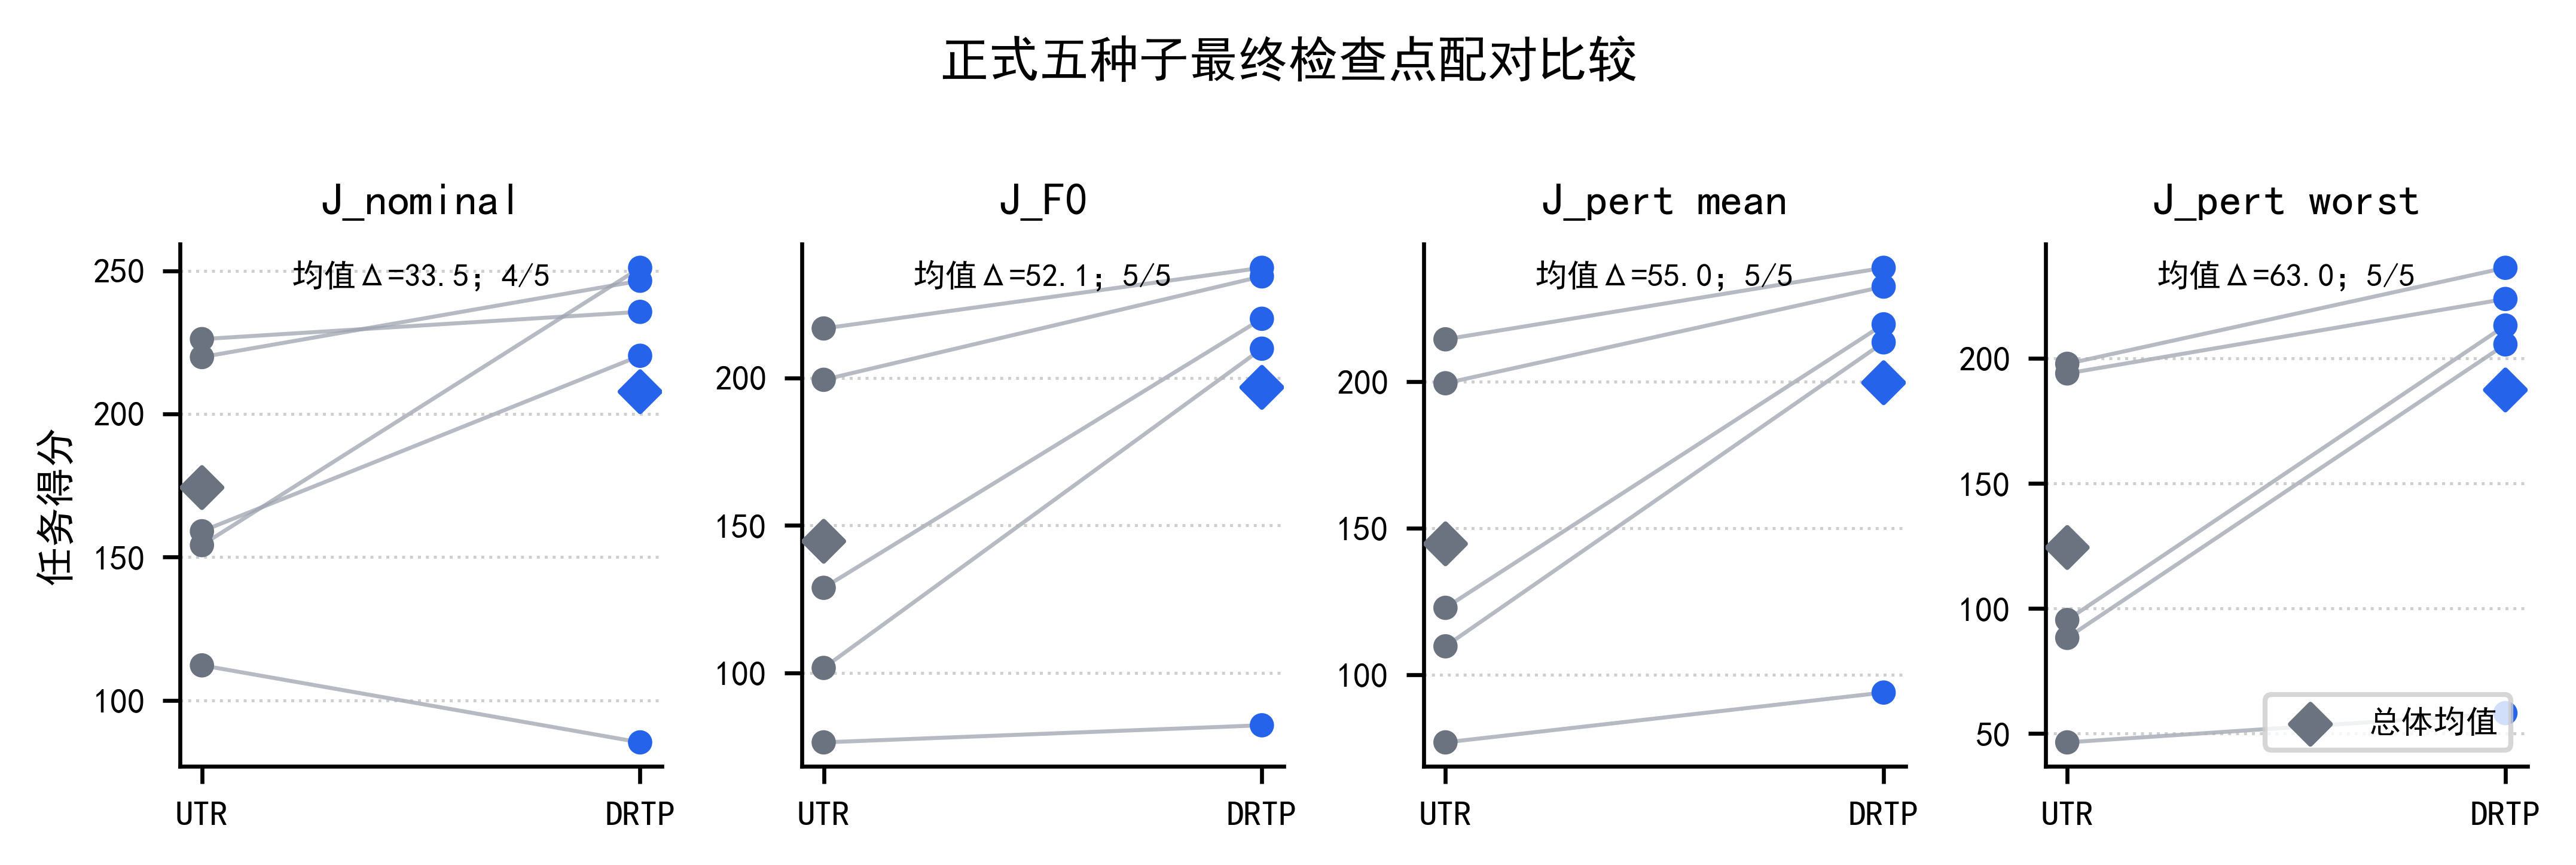 正式五种子最终检查点配对比较
任务得分
J_nominal
均值Δ=33.5; 4/5
250
200
150
100
UTR
DRTP
J_F0
均值Δ=52.1; 5/5
200
150
100
UTR
DRTP
J_pert mean
均值Δ=55.0; 5/5
200
150
100
UTR
DRTP
J_pert worst
均值Δ=63.0; 5/5
200
150
100
50
总体均值
UTR
DRTP